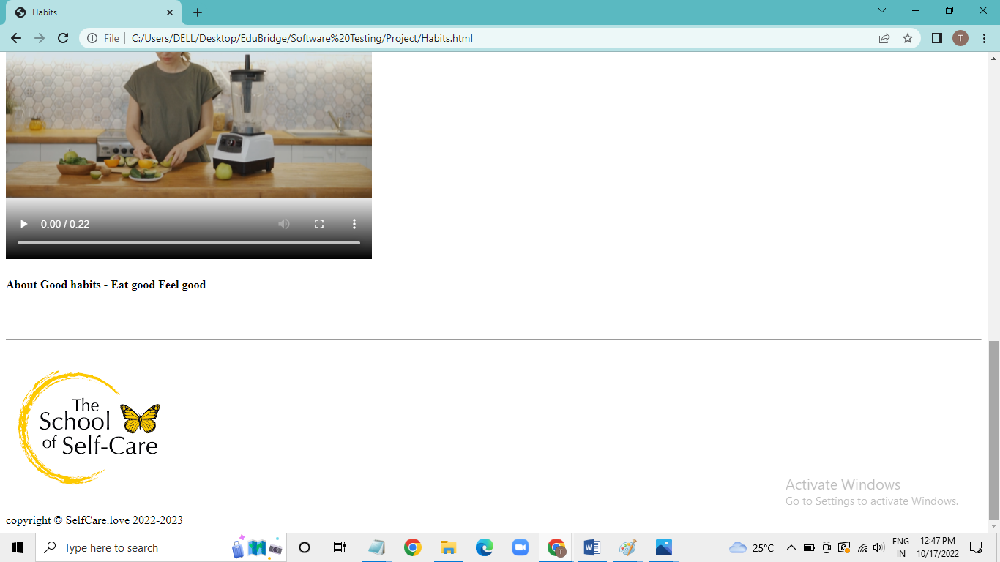 Habits
File
C:/Users/DELL/Desktop/EduBridge/Software%20Testing/Project/Habits.html
T
0:00 / 0:22
About Good habits - Eat good Feel good
The
School
of Self-Care
Activate Windows
Go to Settings to activate Windows.
copyright © SelfCare.love 2022-2023
Type here to search
T
25°C
ENG
IN
12:47 PM
10/17/2022